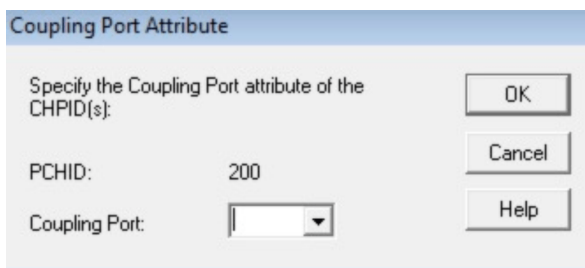 Coupling Port Attribute
Specify the Coupling Port attribute of the
CHPID(s):
OK
Cancel
PCHID: 200
Help
Coupling Port: